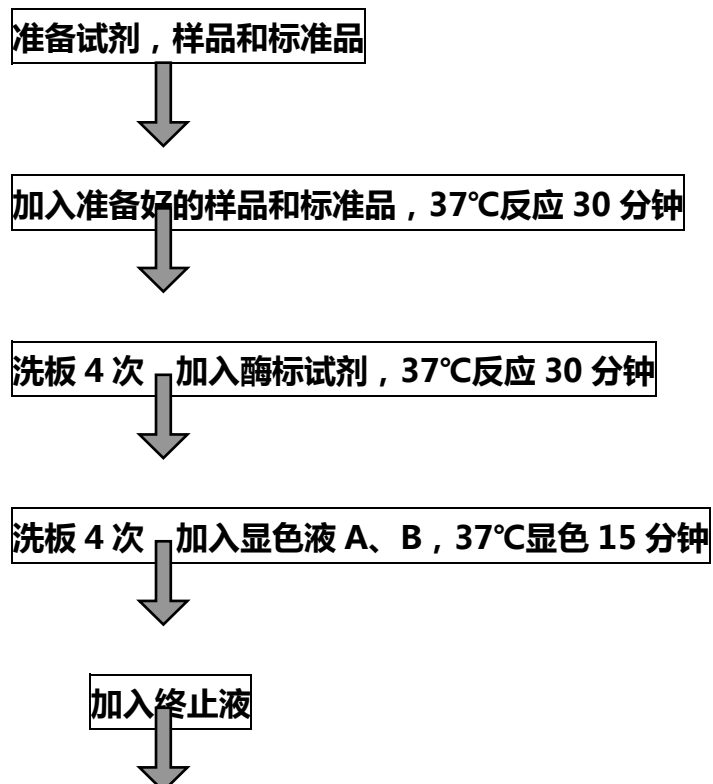 准备试剂，样品和标准品
加入准备好的样品和标准品，37℃反应 30 分钟
洗板 4 次 加入酶标试剂，37℃反应 30 分钟
洗板 4 次 加入显色液 A、B，37℃显色 15 分钟
加入终止液